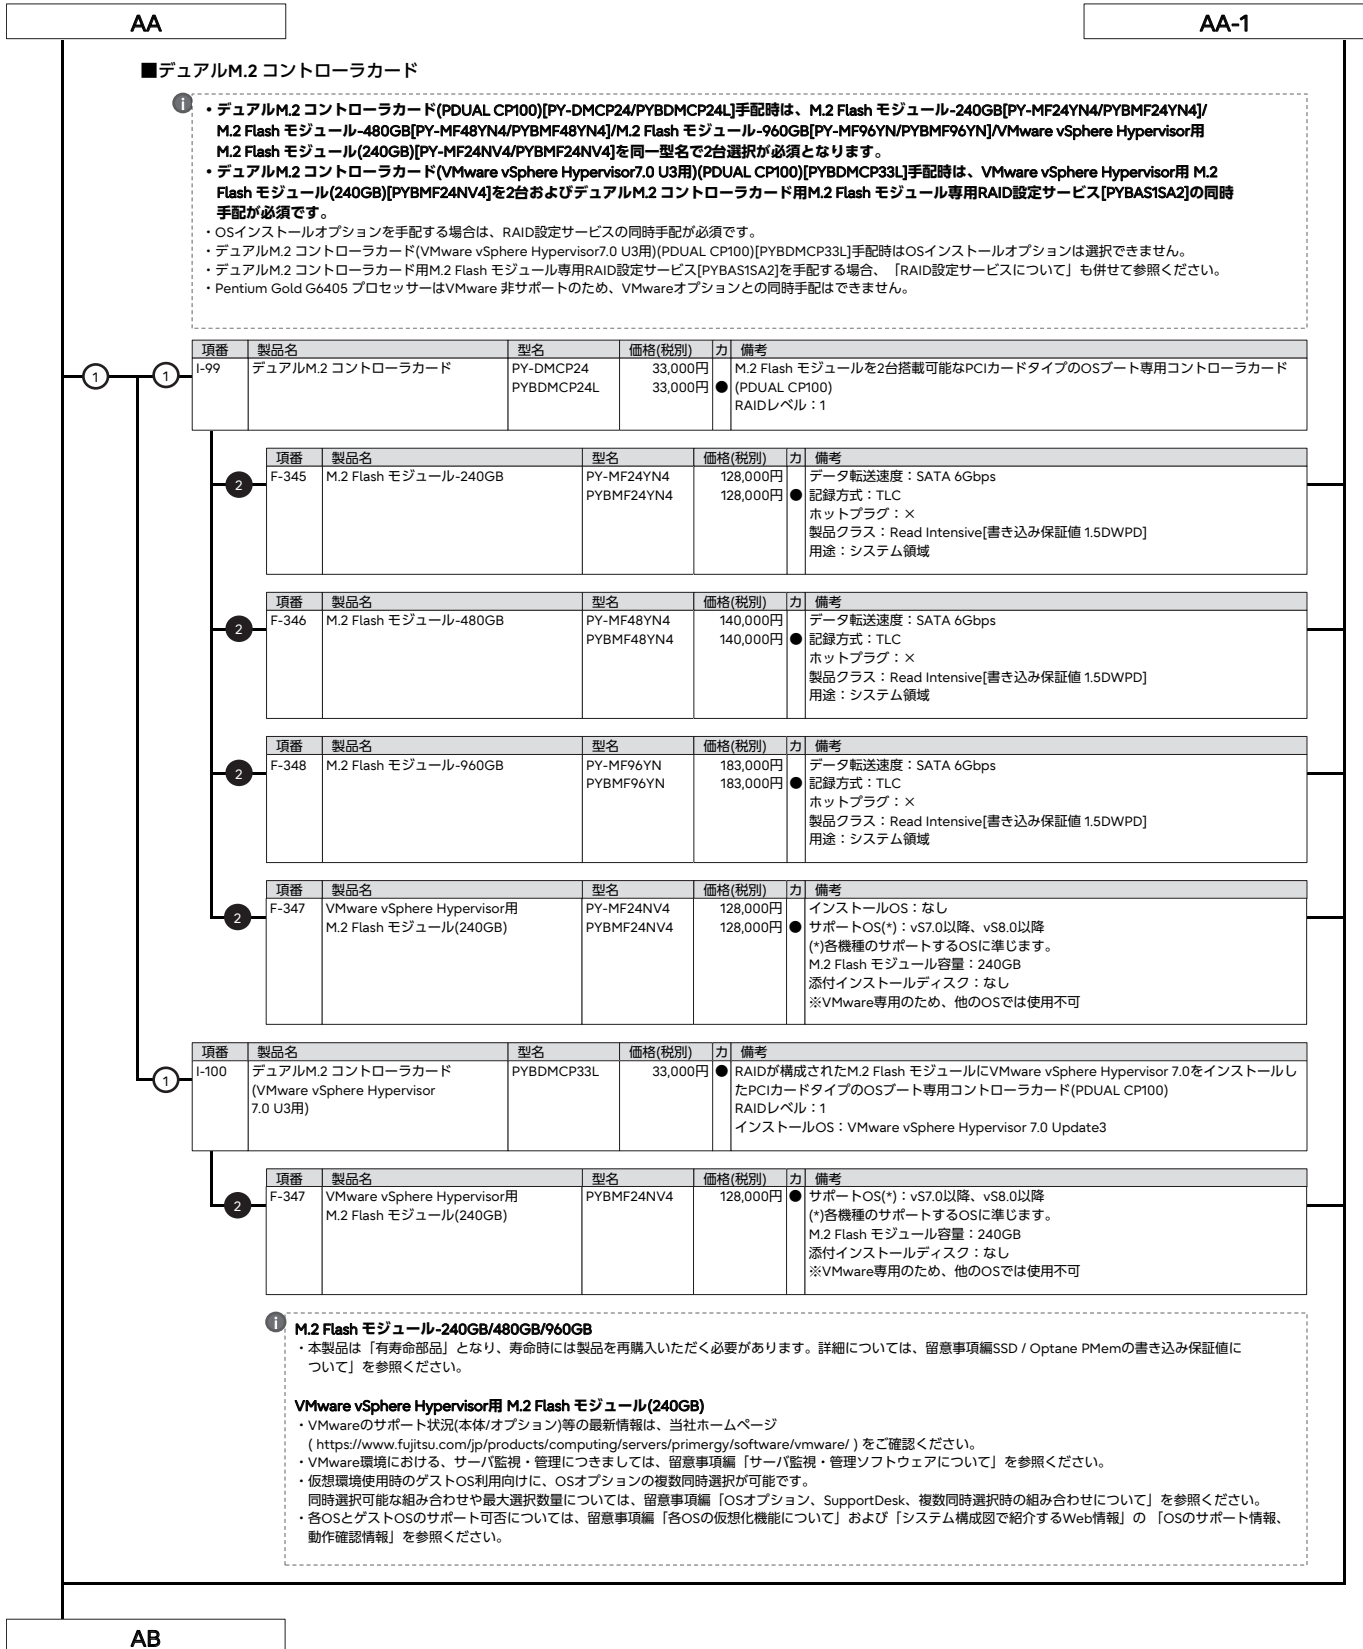 AA
AA-1
■デュアルM.2 コントローラカード
i
・デュアルM.2 コントローラカード(PDUAL CP100)[PY-DMCP24/PYBDMCP24L]手配時は、M.2 Flash モジュール-240GB[PY-MF24YN4/PYBMF24YN4]/
M.2 Flash モジュール-480GB[PY-MF48YN4/PYBMF48YN4]/M.2 Flash モジュール-960GB[PY-MF96YN/PYBMF96YN]/VMware vSphere Hypervisor用
M.2 Flash モジュール(240GB)[PY-MF24NV4/PYBMF24NV4]を同一型名で2台選択が必須となります。
・デュアルM.2 コントローラカード(VMware vSphere Hypervisor7.0 U3用)(PDUAL CP100)[PYBDMCP33L]手配時は、VMware vSphere Hypervisor用 M.2
Flash モジュール(240GB)[PYBMF24NV4]を2台およびデュアルM.2 コントローラカード用M.2 Flash モジュール専用RAID設定サービス[PYBAS1SA2]の同時
手配が必須です。
・OSインストールオプションを手配する場合は、RAID設定サービスの同時手配が必須です。
・デュアルM.2 コントローラカード(VMware vSphere Hypervisor7.0 U3用)(PDUAL CP100)[PYBDMCP33L]手配時はOSインストールオプションは選択できません。
・デュアルM.2 コントローラカード用M.2 Flash モジュール専用RAID設定サービス[PYBAS1SA2]を手配する場合、「RAID設定サービスについて」も併せて参照ください。
・Pentium Gold G6405 プロセッサーはVMware 非サポートのため、VMwareオプションとの同時手配はできません。
項番 製品名 型名 価格(税別) カ 備考
1 1 I-99 デュアルM.2 コントローラカード PY-DMCP24 33,000円 M.2 Flash モジュールを2台搭載可能なPCIカードタイプのOSブート専用コントローラカード
PYBDMCP24L 33,000円 ● (PDUAL CP100)
RAIDレベル：1
項番 製品名 型名 価格(税別) カ 備考
2 F-345 M.2 Flash モジュール-240GB PY-MF24YN4 128,000円 データ転送速度：SATA 6Gbps
PYBMF24YN4 128,000円 ● 記録方式：TLC
ホットプラグ：×
製品クラス：Read Intensive[書き込み保証値 1.5DWPD]
用途：システム領域
項番 製品名 型名 価格(税別) カ 備考
2 F-346 M.2 Flash モジュール-480GB PY-MF48YN4 140,000円 データ転送速度：SATA 6Gbps
PYBMF48YN4 140,000円 ● 記録方式：TLC
ホットプラグ：×
製品クラス：Read Intensive[書き込み保証値 1.5DWPD]
用途：システム領域
項番 製品名 型名 価格(税別) カ 備考
2 F-348 M.2 Flash モジュール-960GB PY-MF96YN 183,000円 データ転送速度：SATA 6Gbps
PYBMF96YN 183,000円 ● 記録方式：TLC
ホットプラグ：×
製品クラス：Read Intensive[書き込み保証値 1.5DWPD]
用途：システム領域
項番 製品名 型名 価格(税別) カ 備考
2 F-347 VMware vSphere Hypervisor用 PY-MF24NV4 128,000円 インストールOS：なし
M.2 Flash モジュール(240GB) PYBMF24NV4 128,000円 ● サポートOS(*)：vS7.0以降、vS8.0以降
(*)各機種のサポートするOSに準じます。
M.2 Flash モジュール容量：240GB
添付インストールディスク：なし
※VMware専用のため、他のOSでは使用不可
項番 製品名 型名 価格(税別) カ 備考
1 I-100 デュアルM.2 コントローラカード PYBDMCP33L 33,000円 ● RAIDが構成されたM.2 Flash モジュールにVMware vSphere Hypervisor 7.0をインストールし
(VMware vSphere Hypervisor たPCIカードタイプのOSブート専用コントローラカード(PDUAL CP100)
7.0 U3用) RAIDレベル：1
インストールOS：VMware vSphere Hypervisor 7.0 Update3
項番 製品名 型名 価格(税別) カ 備考
2 F-347 VMware vSphere Hypervisor用 PYBMF24NV4 128,000円 ● サポートOS(*)：vS7.0以降、vS8.0以降
M.2 Flash モジュール(240GB) (*)各機種のサポートするOSに準じます。
M.2 Flash モジュール容量：240GB
添付インストールディスク：なし
※VMware専用のため、他のOSでは使用不可
i
M.2 Flash モジュール-240GB/480GB/960GB
・本製品は「有寿命部品」となり、寿命時には製品を再購入いただく必要があります。詳細については、留意事項編SSD / Optane PMemの書き込み保証値に
ついて」を参照ください。
VMware vSphere Hypervisor用 M.2 Flash モジュール(240GB)
・VMwareのサポート状況(本体/オプション)等の最新情報は、当社ホームページ
( https://www.fujitsu.com/jp/products/computing/servers/primergy/software/vmware/ ) をご確認ください。
・VMware環境における、サーバ監視・管理につきましては、留意事項編「サーバ監視・管理ソフトウェアについて」を参照ください。
・仮想環境使用時のゲストOS利用向けに、OSオプションの複数同時選択が可能です。
同時選択可能な組み合わせや最大選択数量については、留意事項編「OSオプション、SupportDesk、複数同時選択時の組み合わせについて」を参照ください。
・各OSとゲストOSのサポート可否については、留意事項編「各OSの仮想化機能について」および「システム構成図で紹介するWeb情報」の 「OSのサポート情報、
動作確認情報」を参照ください。
AB